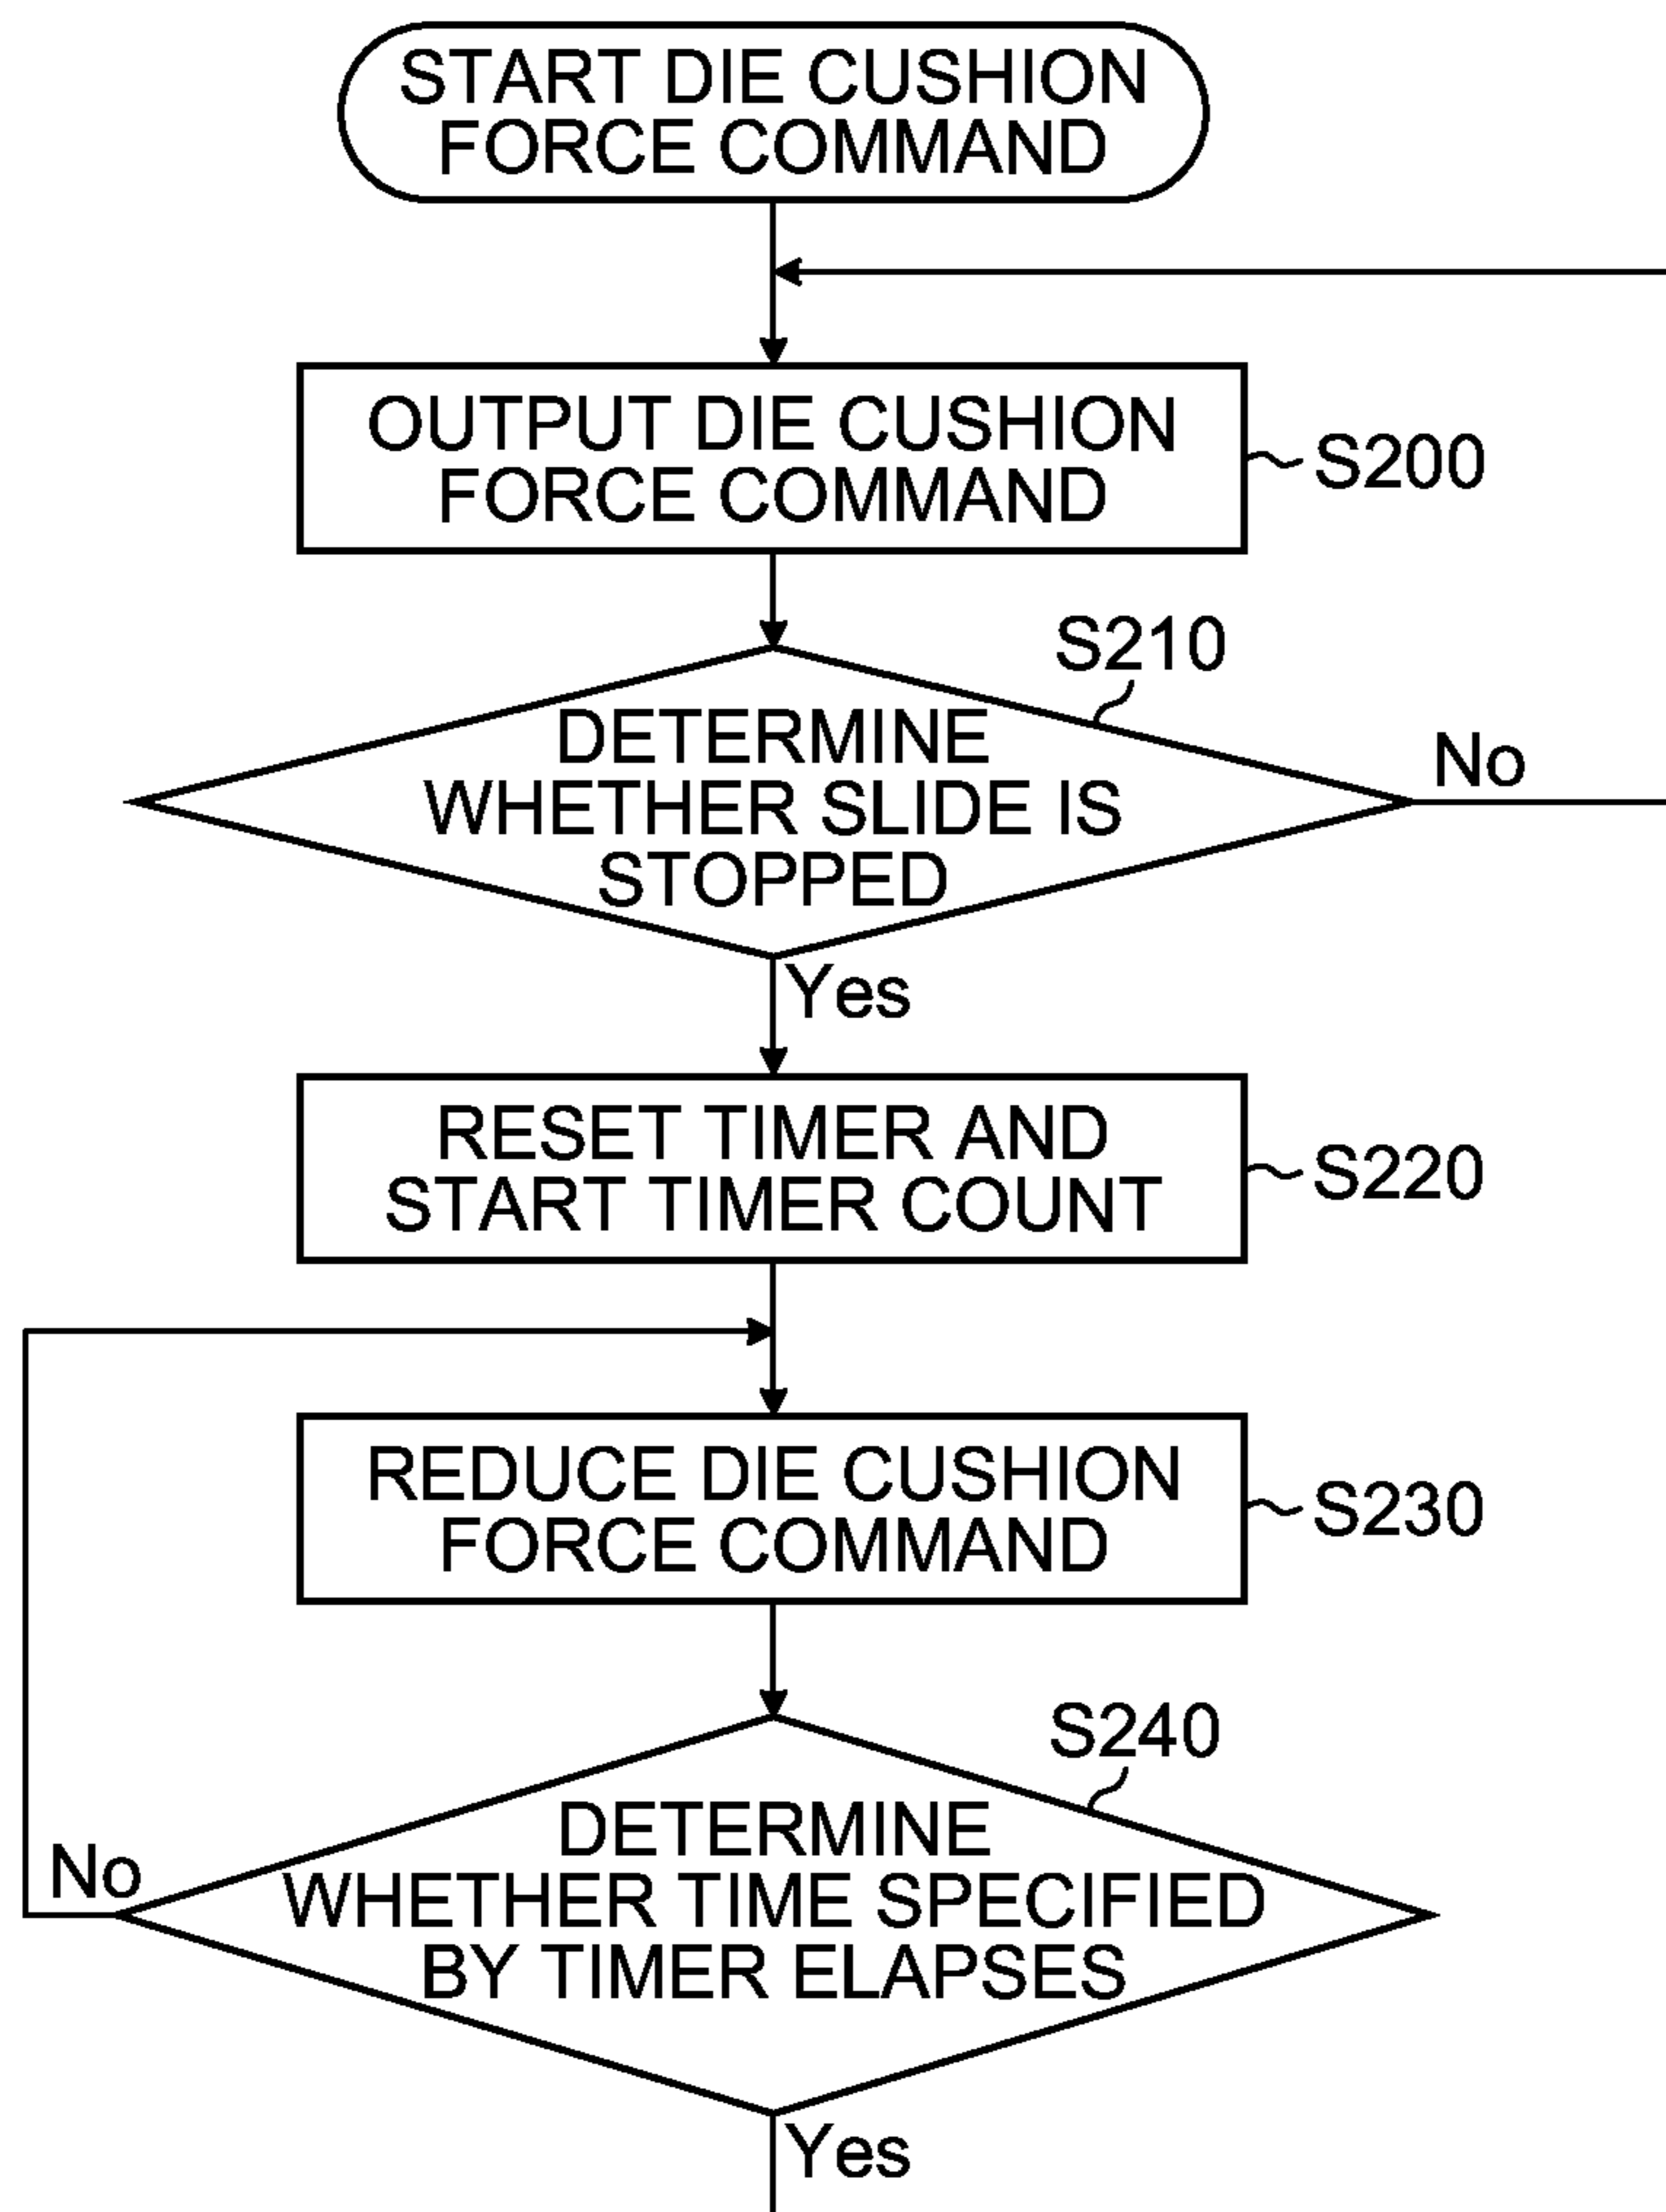 START DIE CUSHION
FORCE COMMAND
OUTPUT DIE CUSHION
FORCE COMMAND
S200
S210
DETERMINE
WHETHER SLIDE IS
STOPPED
No
Yes
RESET TIMER AND
START TIMER COUNT
S220
REDUCE DIE CUSHION
FORCE COMMAND
S230
S240
DETERMINE
WHETHER TIME SPECIFIED
BY TIMER ELAPSES
No
Yes